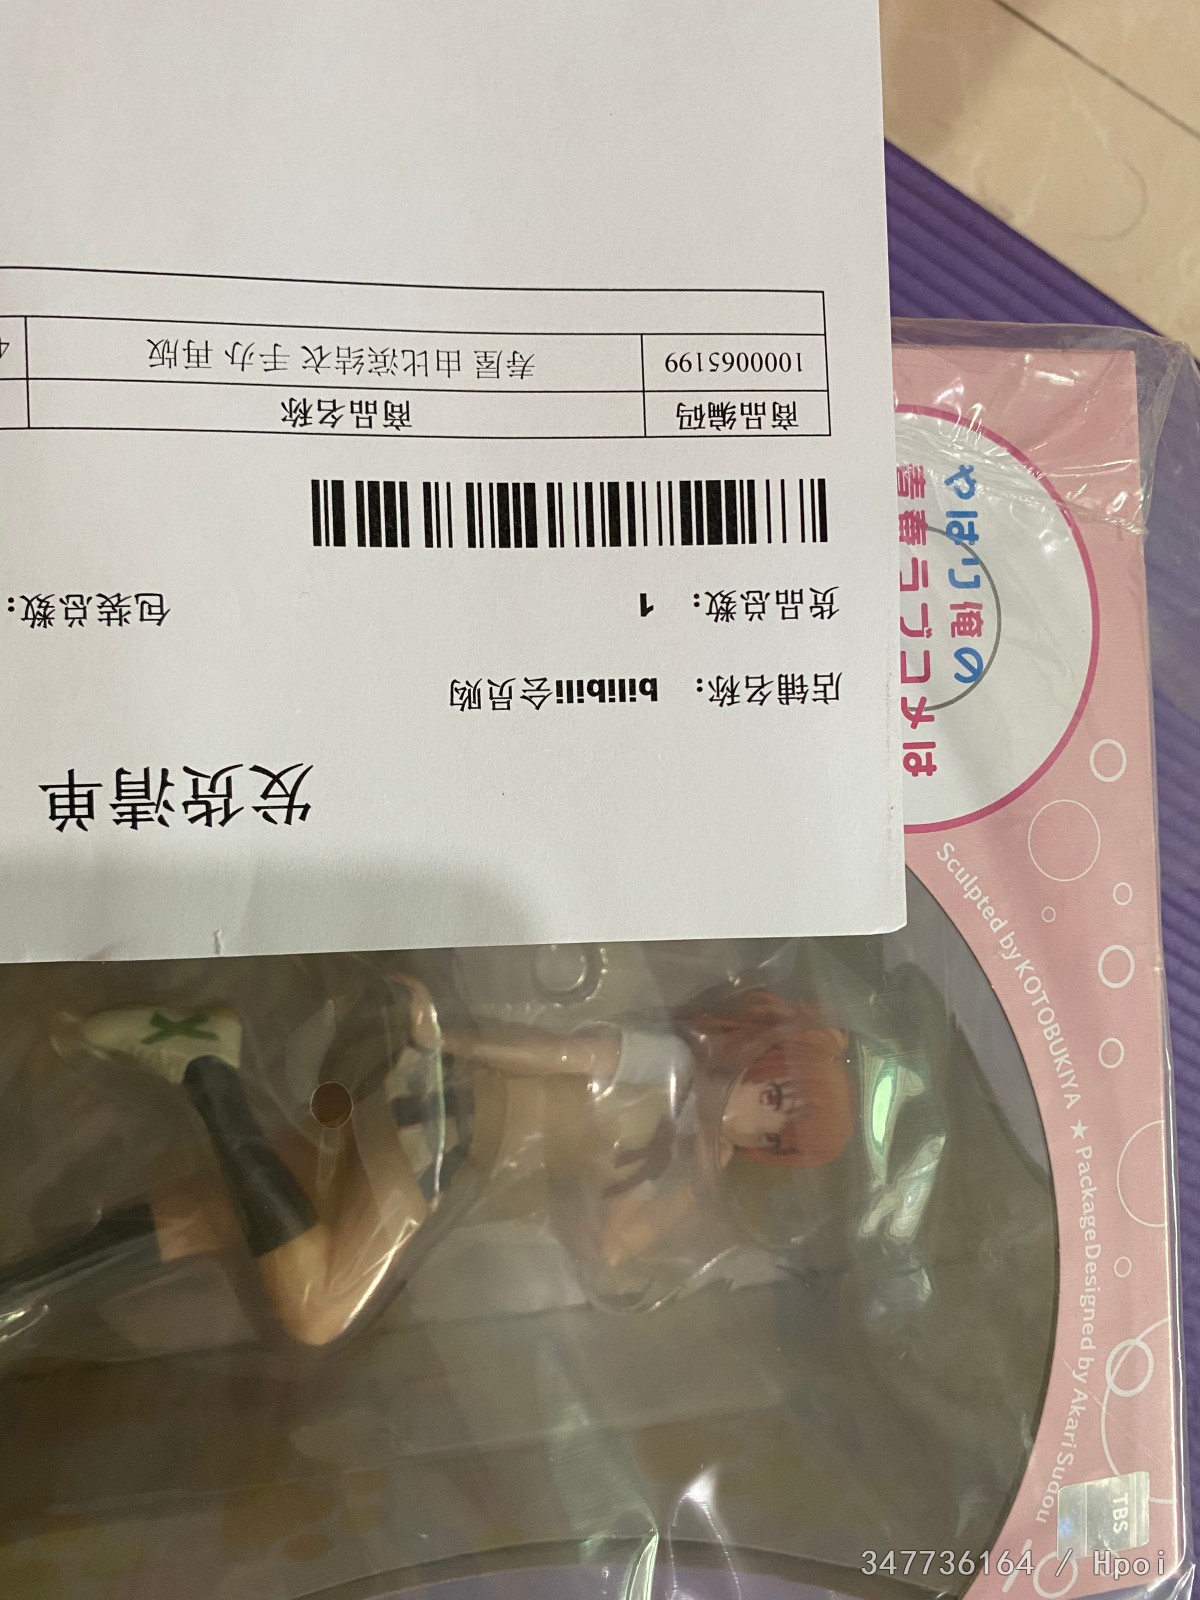 发货清单
店铺名称: bilibili会员购
货品总数: 1
包装总数:
商品编码 商品名称
1000065199 寿屋 由比滨结衣 手办 再版 4
やはり俺の
青春ラブコメは
Sculpted by KOTOBUKIYA ★ Package Designed by Akari Sudou
TBS
347736164 / Hpoi